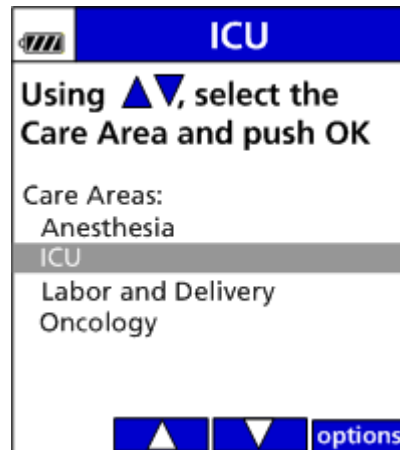 ICU
Using ▲▼, select the
Care Area and push OK
Care Areas:
Anesthesia
ICU
Labor and Delivery
Oncology
options